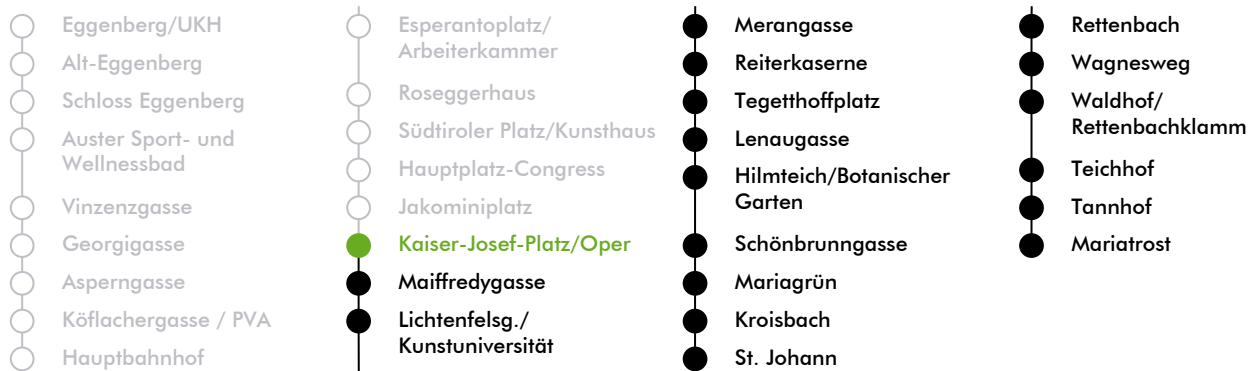 Eggenberg/UKH
Alt-Eggenberg
Schloss Eggenberg
Auster Sport- und
Wellnessbad
Vinzenzgasse
Georgigasse
Asperngasse
Köflachergasse / PVA
Hauptbahnhof
Esperantoplatz/
Arbeiterkammer
Roseggerhaus
Südtiroler Platz/Kunsthaus
Hauptplatz-Congress
Jakominiplatz
Kaiser-Josef-Platz/Oper
Maiffredygasse
Lichtenfelsg./
Kunstuniversität
Merangasse
Reiterkaserne
Tegetthoffplatz
Lenaugasse
Hilmteich/Botanischer
Garten
Schönbrunngasse
Mariagrün
Kroisbach
St. Johann
Rettenbach
Wagnesweg
Waldhof/
Rettenbachklamm
Teichhof
Tannhof
Mariatrost